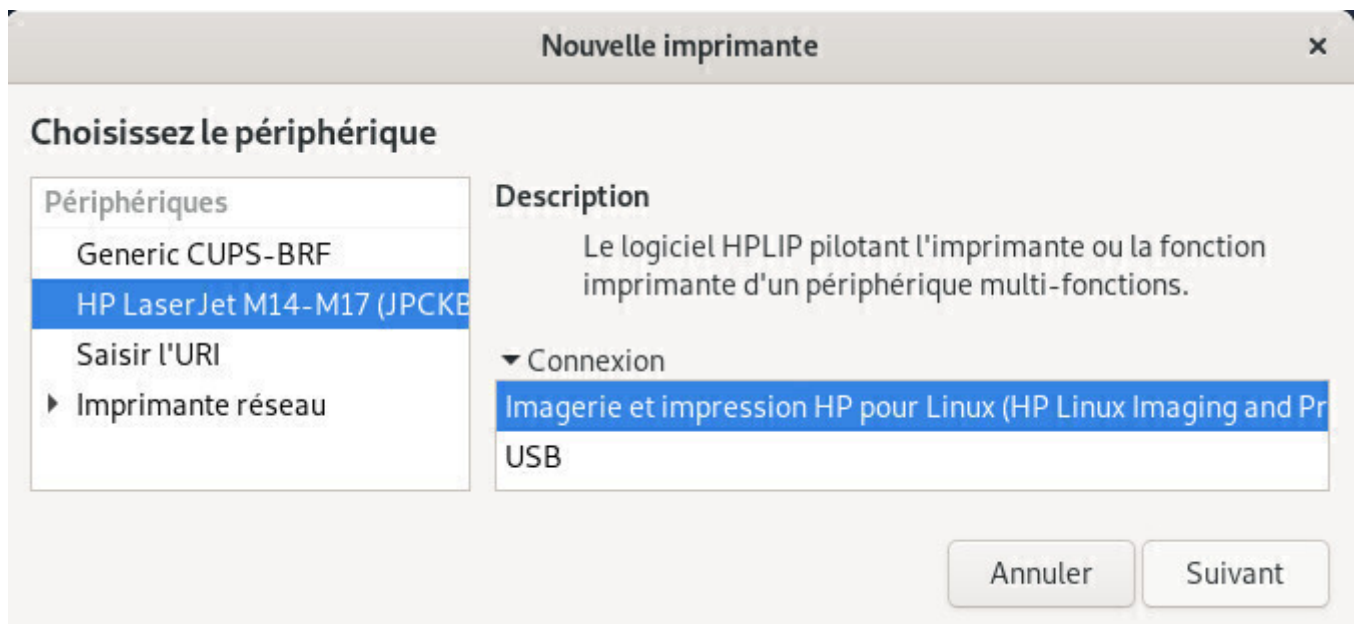 Nouvelle imprimante
Choisissez le périphérique
Périphériques
Generic CUPS-BRF
HP LaserJet M14-M17 (JPCKB
Saisir l'URI
Imprimante réseau
Description
Le logiciel HPLIP pilotant l'imprimante ou la fonction
imprimante d'un périphérique multi-fonctions.
Connexion
Imagerie et impression HP pour Linux (HP Linux Imaging and Pr
USB
Annuler
Suivant